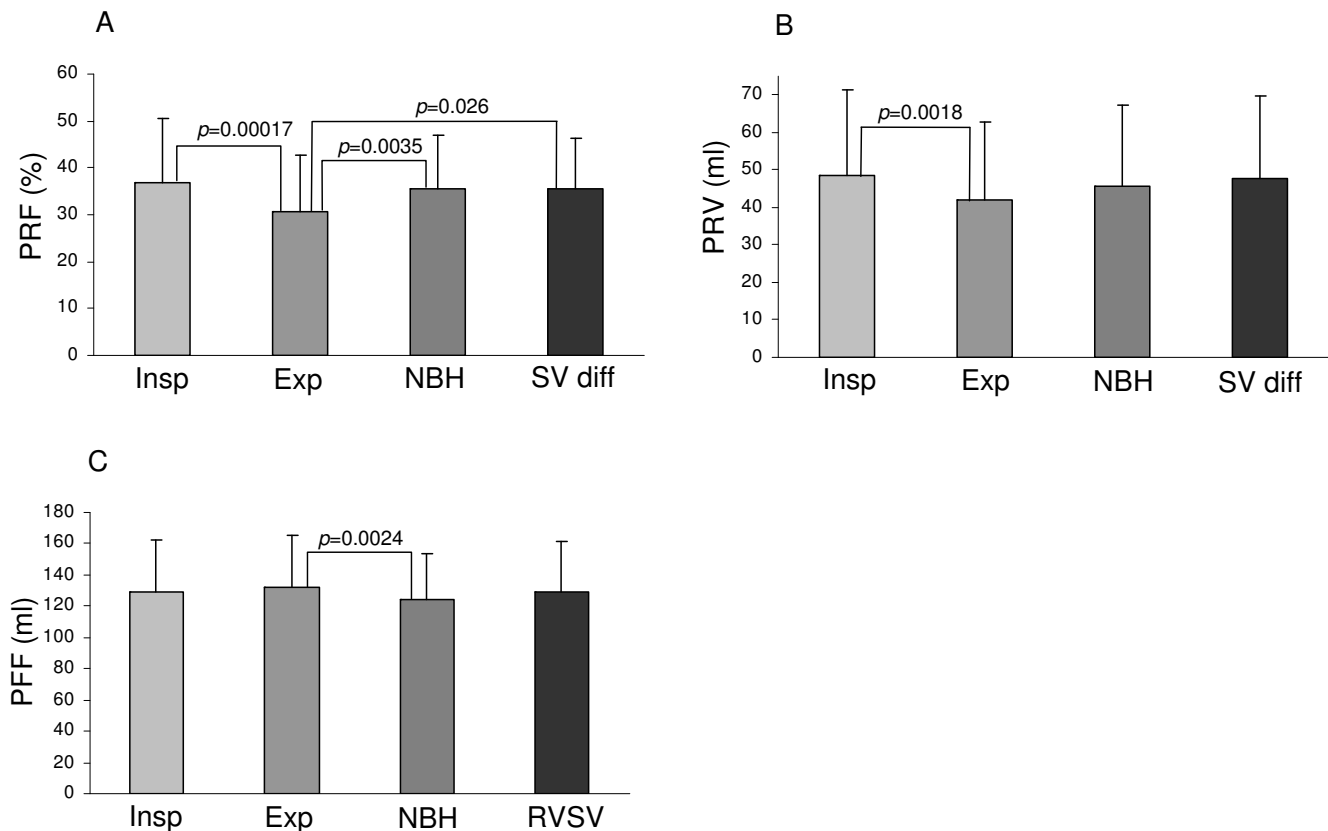 A
PRF (%)
60
50
40
30
20
10
0
p=0.00017
p=0.026
p=0.0035
Insp Exp NBH SV diff
B
PRV (ml)
70
60
50
40
30
20
10
0
p=0.0018
Insp Exp NBH SV diff
C
PFF (ml)
180
160
140
120
100
80
60
40
20
0
p=0.0024
Insp Exp NBH RVSV